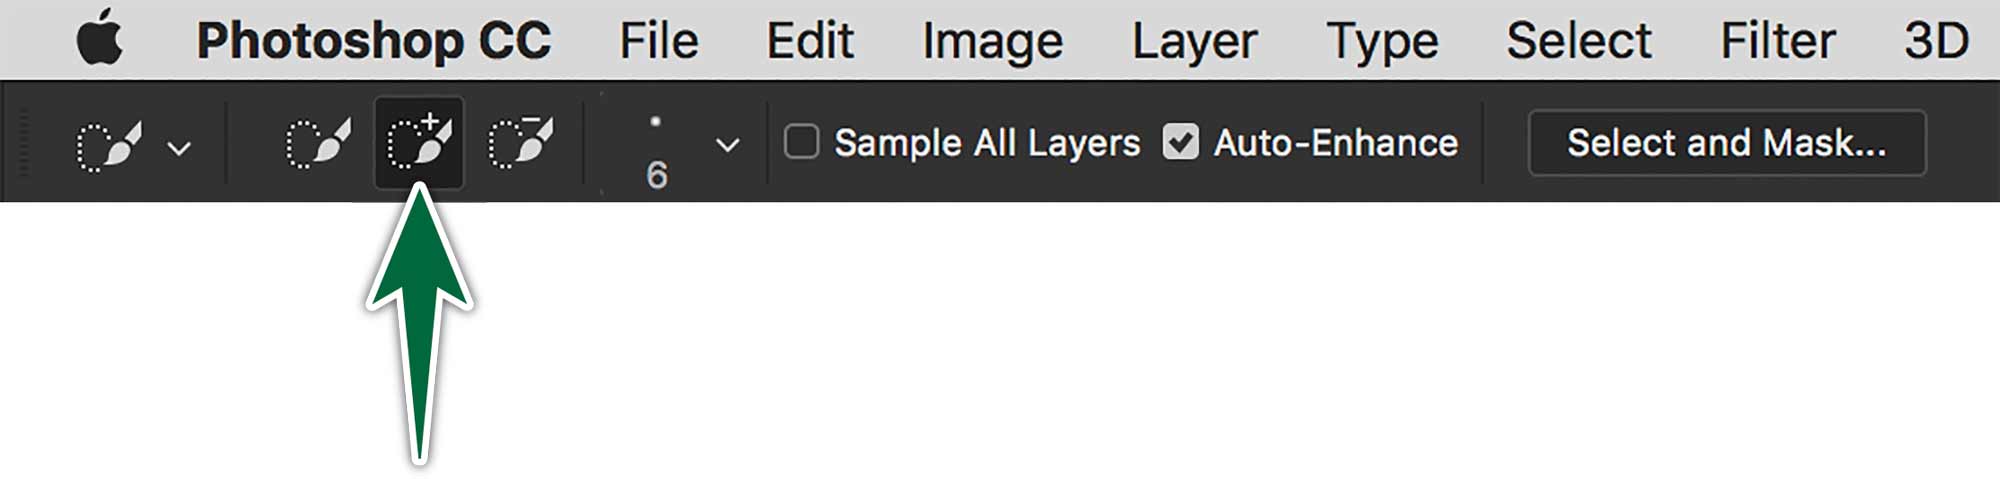 Photoshop CC File Edit Image Layer Type Select Filter 3D
6 Sample All Layers Auto-Enhance Select and Mask...